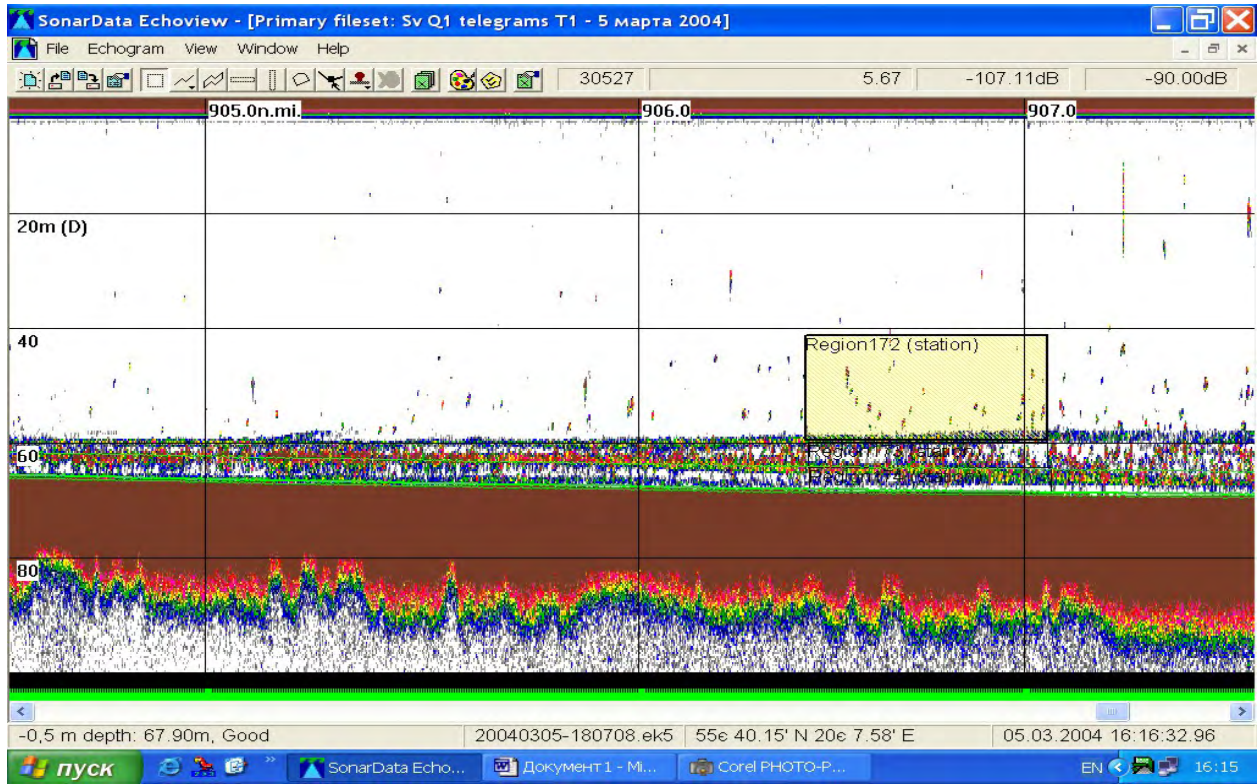 SonarData Echoview - [Primary fileset: Sv Q1 telegrams T1 - 5 марта 2004]
File Echogram View Window Help
30527 5.67 -107.11dB -90.00dB
905.0n.mi. 906.0 907.0
20m (D)
40
Region172 (station)
60
Region173 (station)
80
-0,5 m depth: 67.90m, Good 20040305-180708.ek5 55є 40.15' N 20є 7.58' E 05.03.2004 16:16:32.96
пуск SonarData Echo... Документ1 - Mi... Corel PHOTO-P... EN 16:15